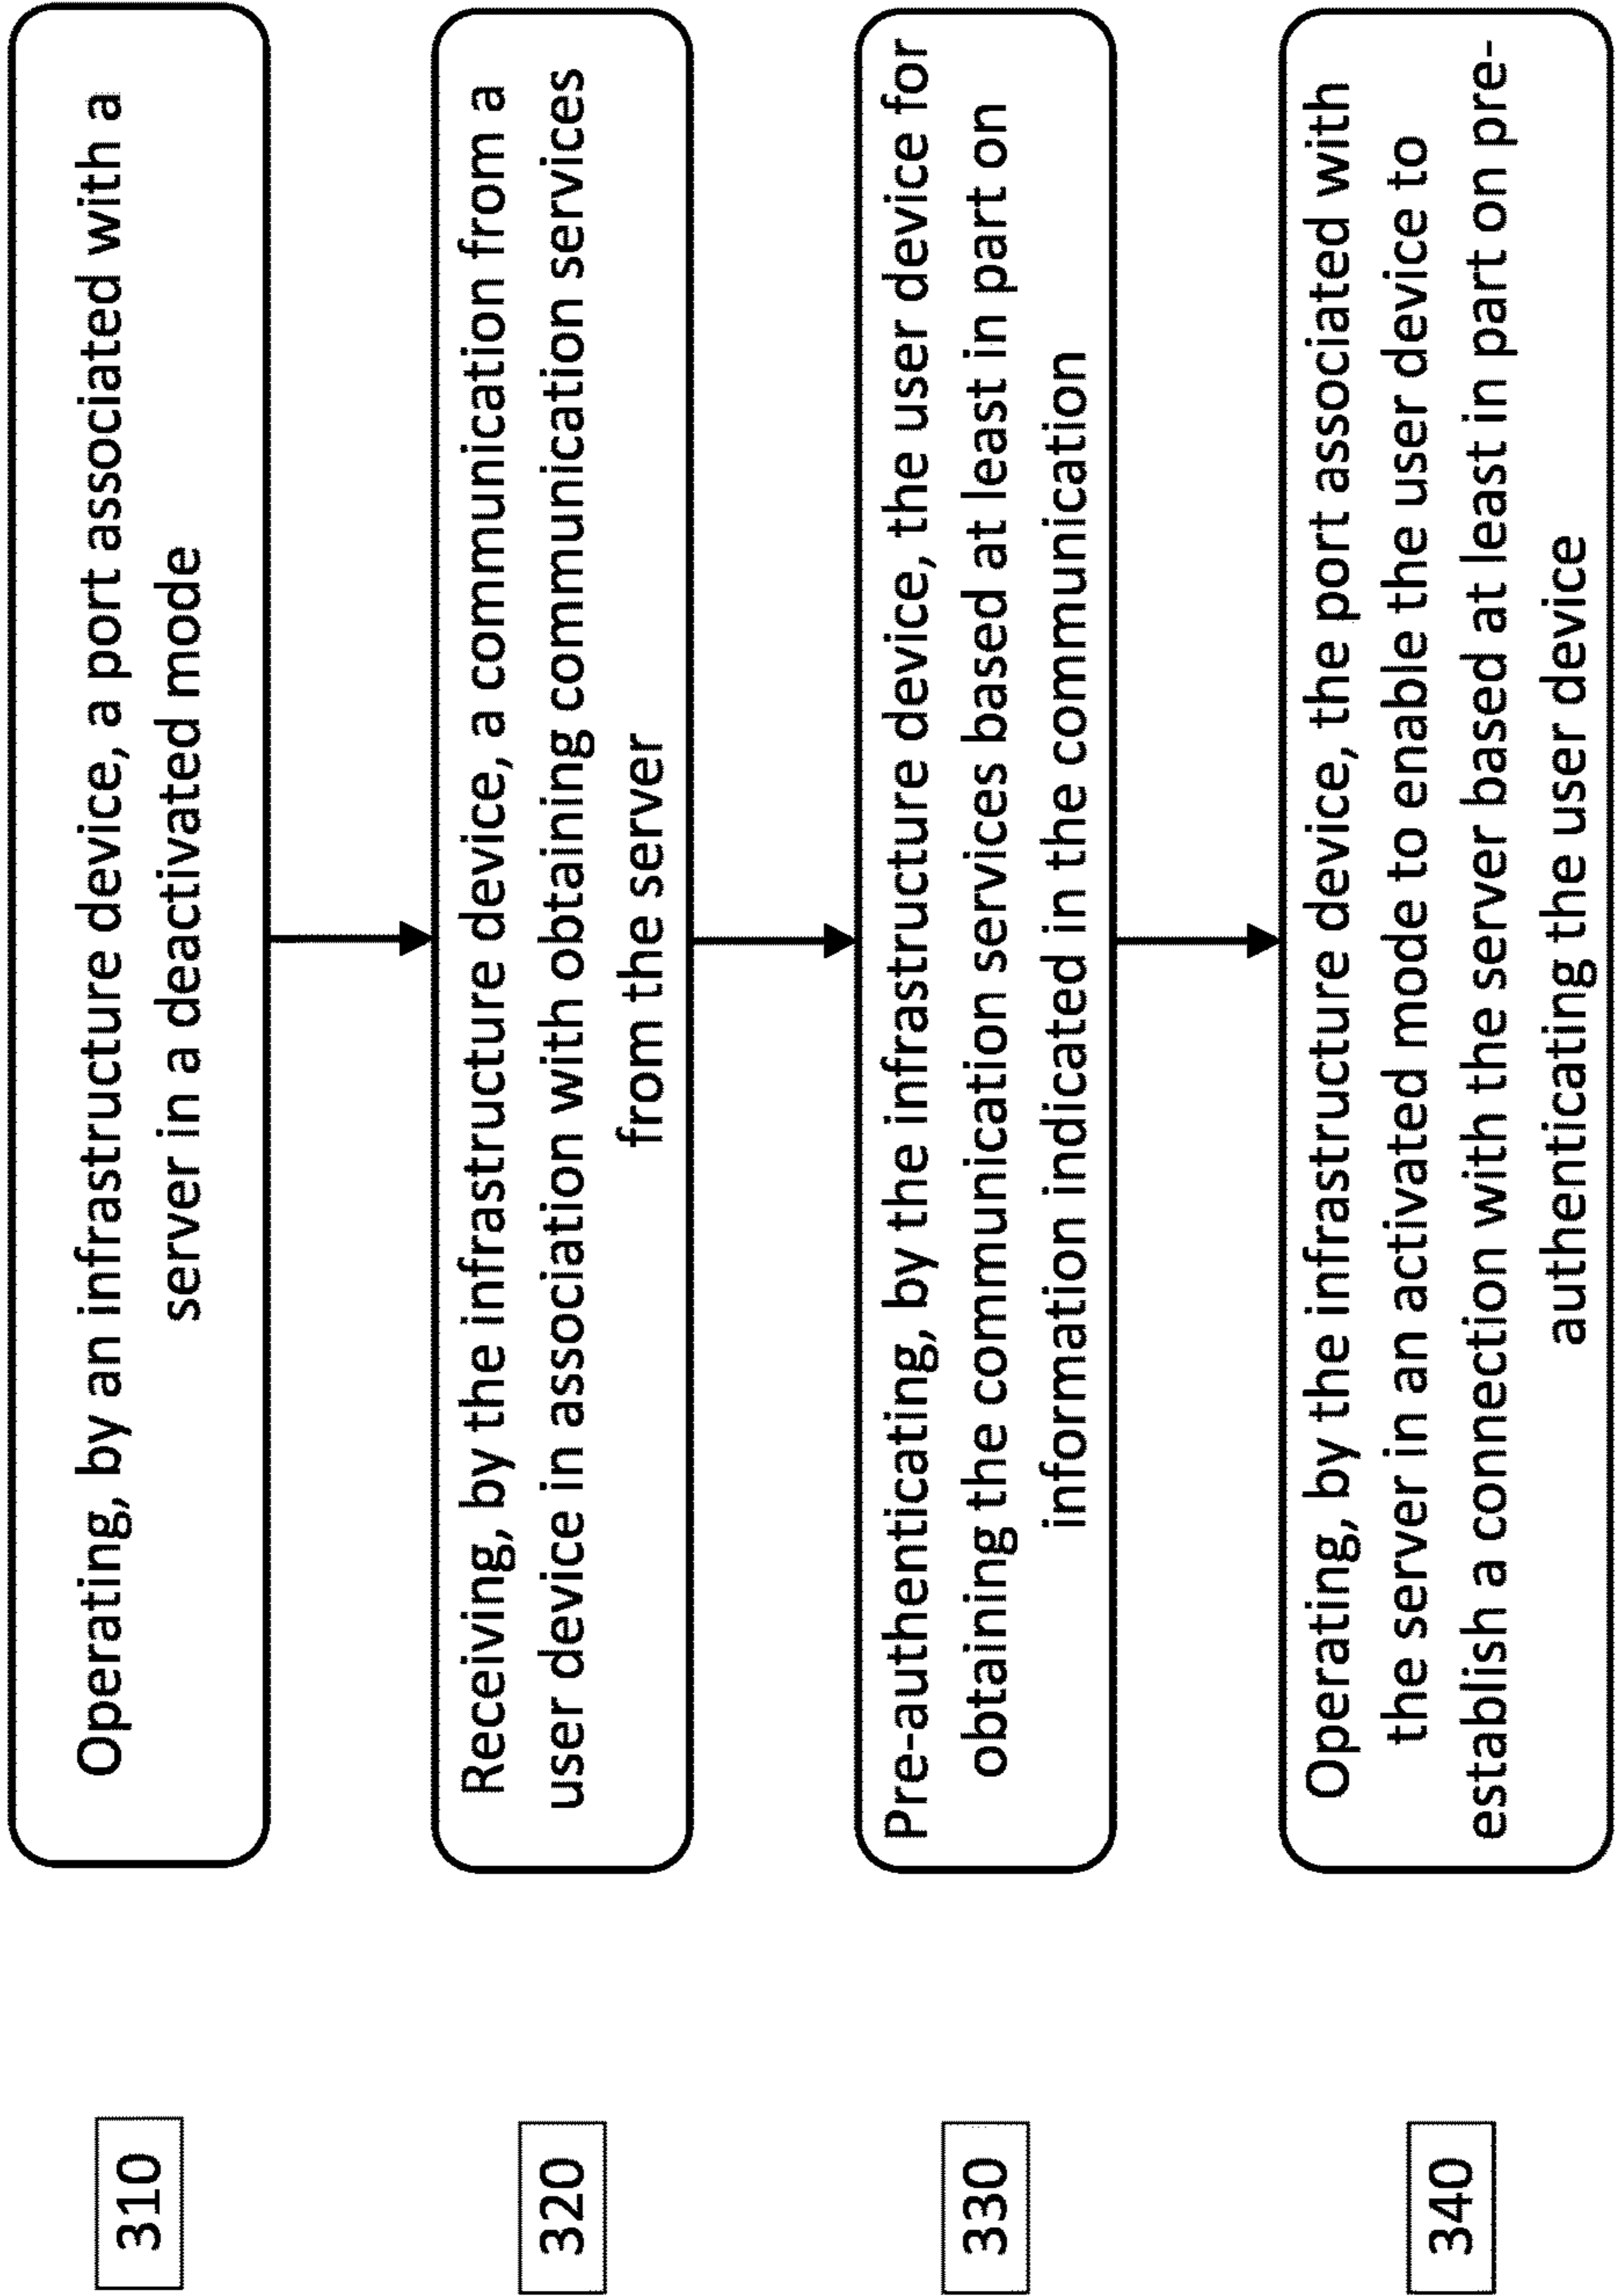 310
Operating, by an infrastructure device, a port associated with a
server in a deactivated mode
320
Receiving, by the infrastructure device, a communication from a
user device in association with obtaining communication services
from the server
330
Pre-authenticating, by the infrastructure device, the user device for
obtaining the communication services based at least in part on
information indicated in the communication
340
Operating, by the infrastructure device, the port associated with
the server in an activated mode to enable the user device to
establish a connection with the server based at least in part on pre-
authenticating the user device